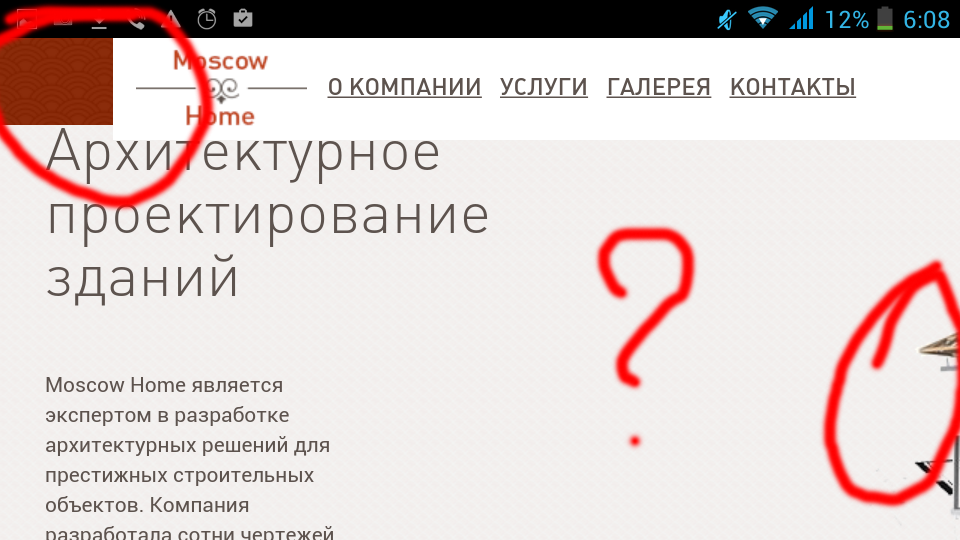 12% 6:08
Moscow
Home
О КОМПАНИИ УСЛУГИ ГАЛЕРЕЯ КОНТАКТЫ
Архитектурное
проектирование
зданий
?
Moscow Home является
экспертом в разработке
архитектурных решений для
престижных строительных
объектов. Компания
разработала сотни чертежей